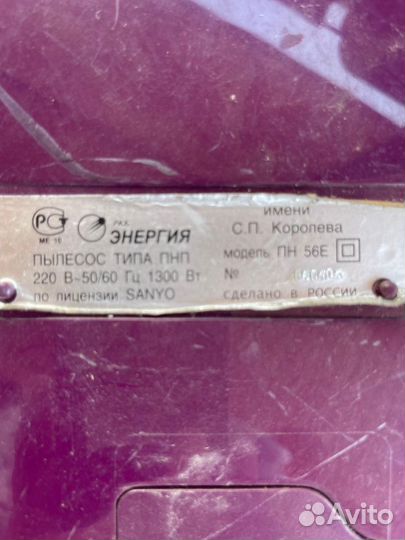 РСТ
МЕ 10
РКК
ЭНЕРГИЯ
имени
С.П. Королева
ПЫЛЕСОС ТИПА ПНП
модель ПН 56Е
220 В~50/60 Гц 1300 Вт
№
по лицензии SANYO
сделано в РОССИИ
Avito